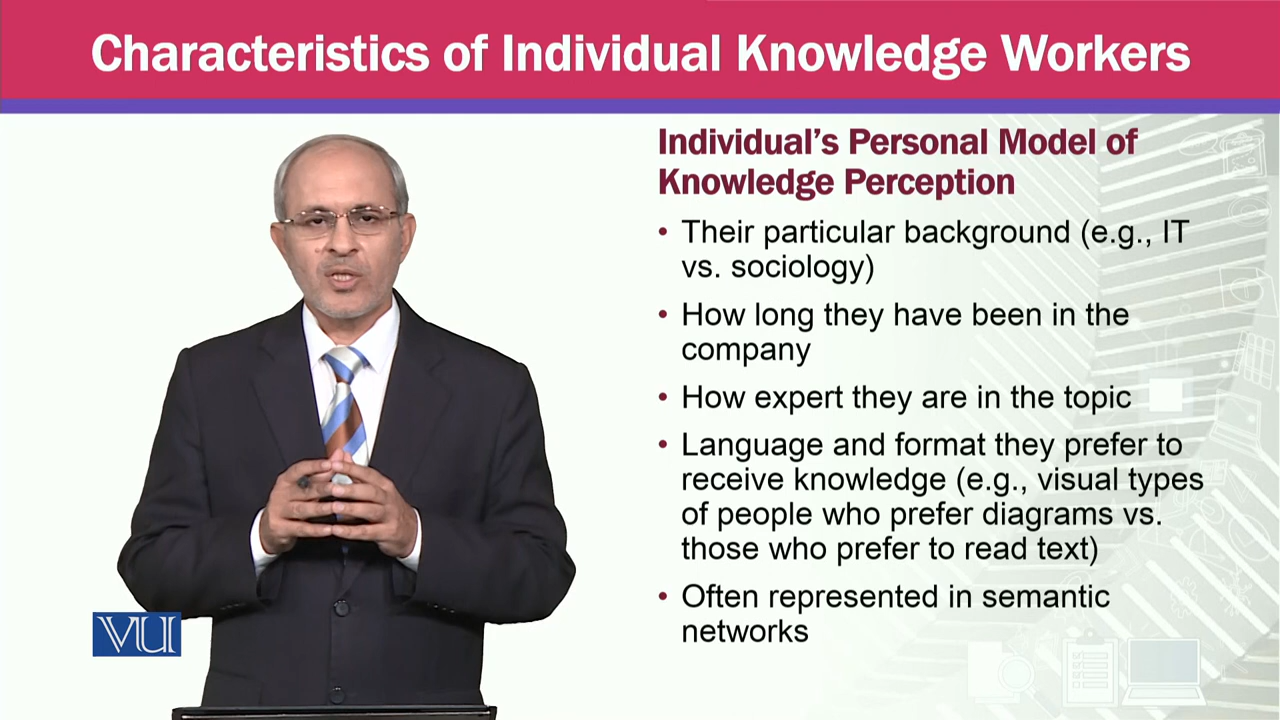 Characteristics of Individual Knowledge Workers
Individual's Personal Model of
Knowledge Perception
• Their particular background (e.g., IT
vs. sociology)
• How long they have been in the
company
• How expert they are in the topic
• Language and format they prefer to
receive knowledge (e.g., visual types
of people who prefer diagrams vs.
those who prefer to read text)
• Often represented in semantic
networks
VU